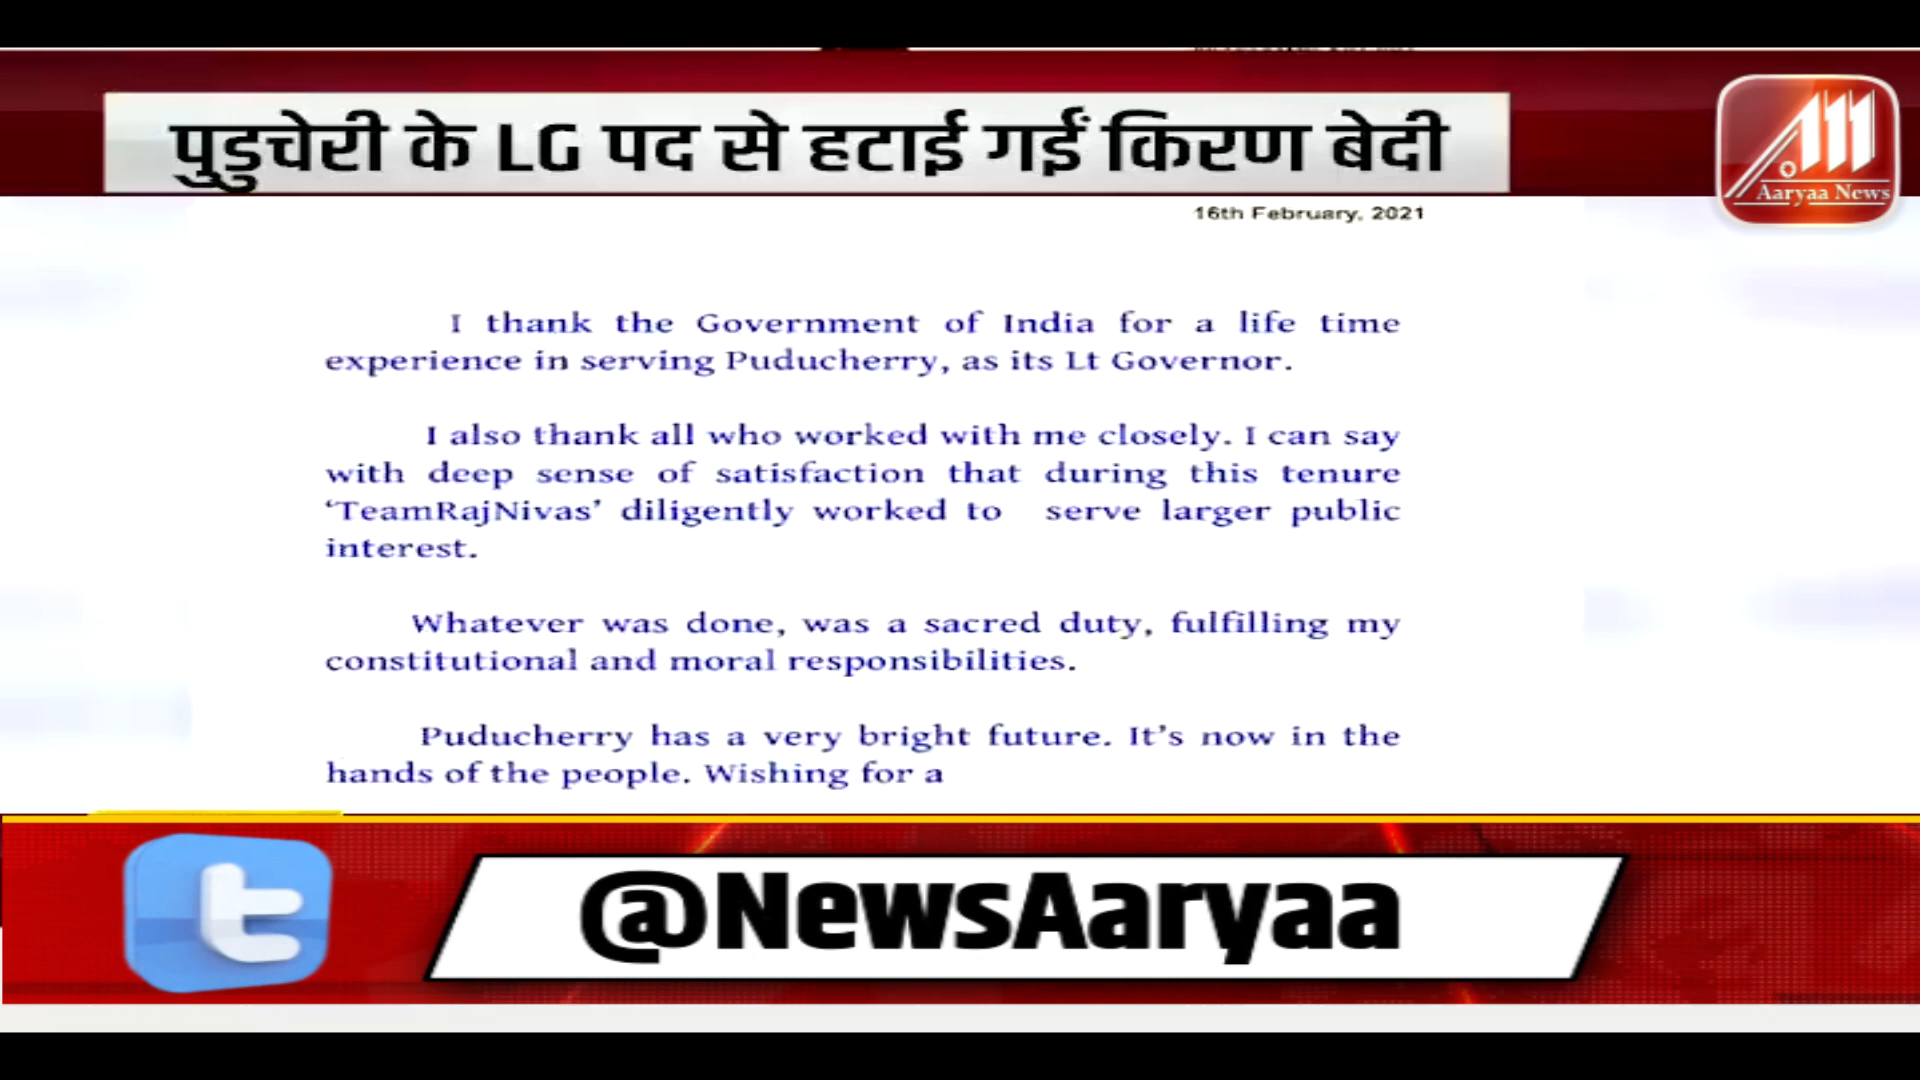 पुडुचेरी के LG पद से हटाई गईं किरण बेदी
Aaryaa News
16th February, 2021
I thank the Government of India for a life time
experience in serving Puducherry, as its Lt Governor.
I also thank all who worked with me closely. I can say
with deep sense of satisfaction that during this tenure
‘TeamRajNivas’ diligently worked to serve larger public
interest.
Whatever was done, was a sacred duty, fulfilling my
constitutional and moral responsibilities.
Puducherry has a very bright future. It’s now in the
hands of the people. Wishing for a
@NewsAaryaa